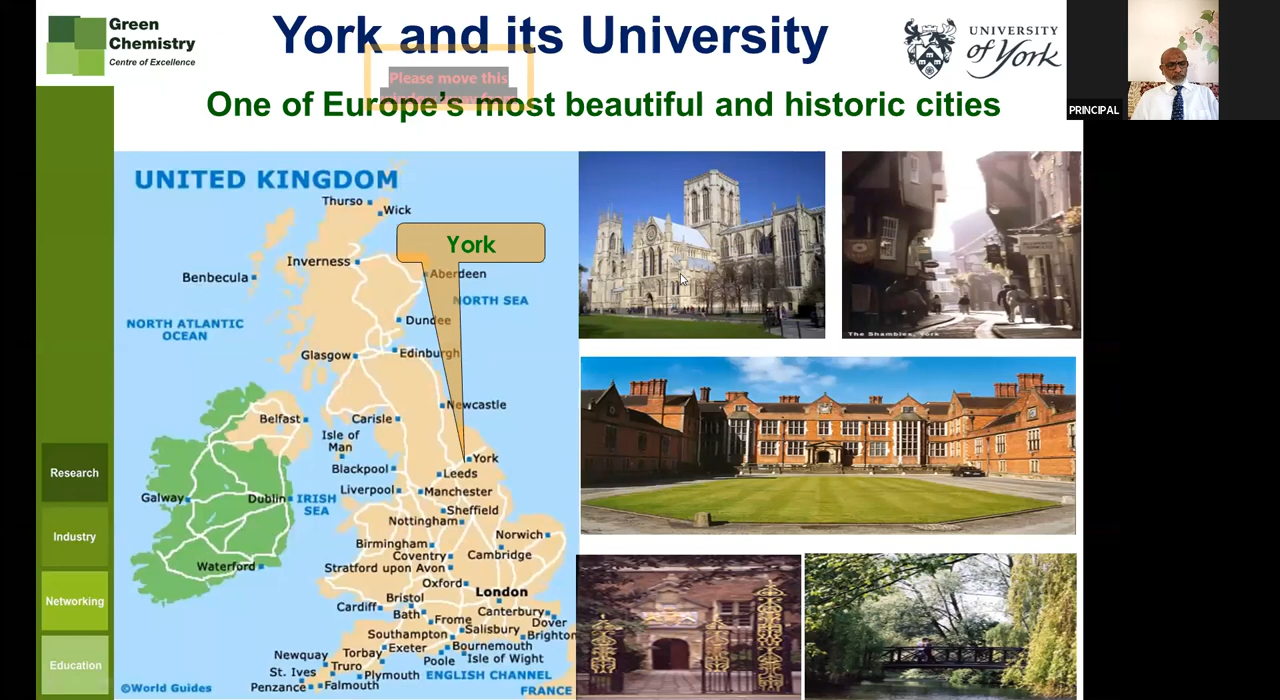 Green
Chemistry
Centre of Excellence
York and its University
UNIVERSITY
of York
Please move this
One of Europe's most beautiful and historic cities
PRINCIPAL
UNITED KINGDOM
Thurso
Wick
York
Inverness
Aberdeen
Benbecula
NORTH SEA
NORTH ATLANTIC
OCEAN
Dundee
Glasgow
Edinburgh
Newcastle
Belfast
Carisle
Isle of
Man
York
Blackpool
Leeds
Liverpool
Manchester
Galway
Dublin
IRISH
SEA
Sheffield
Nottingham
Norwich
Birmingham
Coventry
Cambridge
Waterford
Stratford upon Avon
Oxford
London
Bristol
Cardiff
Bath
Frome
Canterbury
Dover
Salisbury
Southampton
Brighton
Exeter
Bournemouth
Newquay
Torbay
Poole
Isle of Wight
St. Ives
Truro
Plymouth
ENGLISH CHANNEL
Penzance
Falmouth
FRANCE
©World Guides
The Shambles, York
Research
Industry
Networking
Education